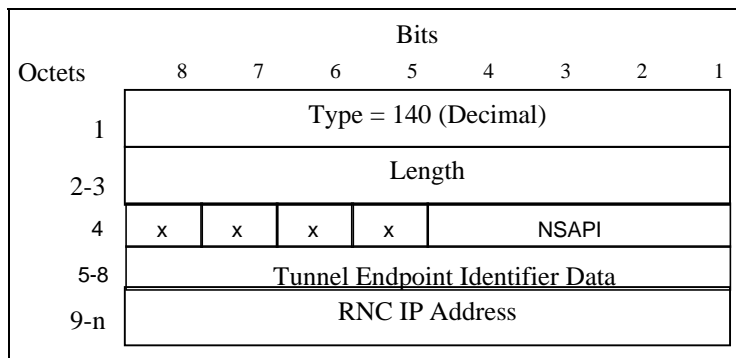 Bits
Octets 8 7 6 5 4 3 2 1
1 Type = 140 (Decimal)
2-3 Length
4 x x x x NSAPI
5-8 Tunnel Endpoint Identifier Data
9-n RNC IP Address